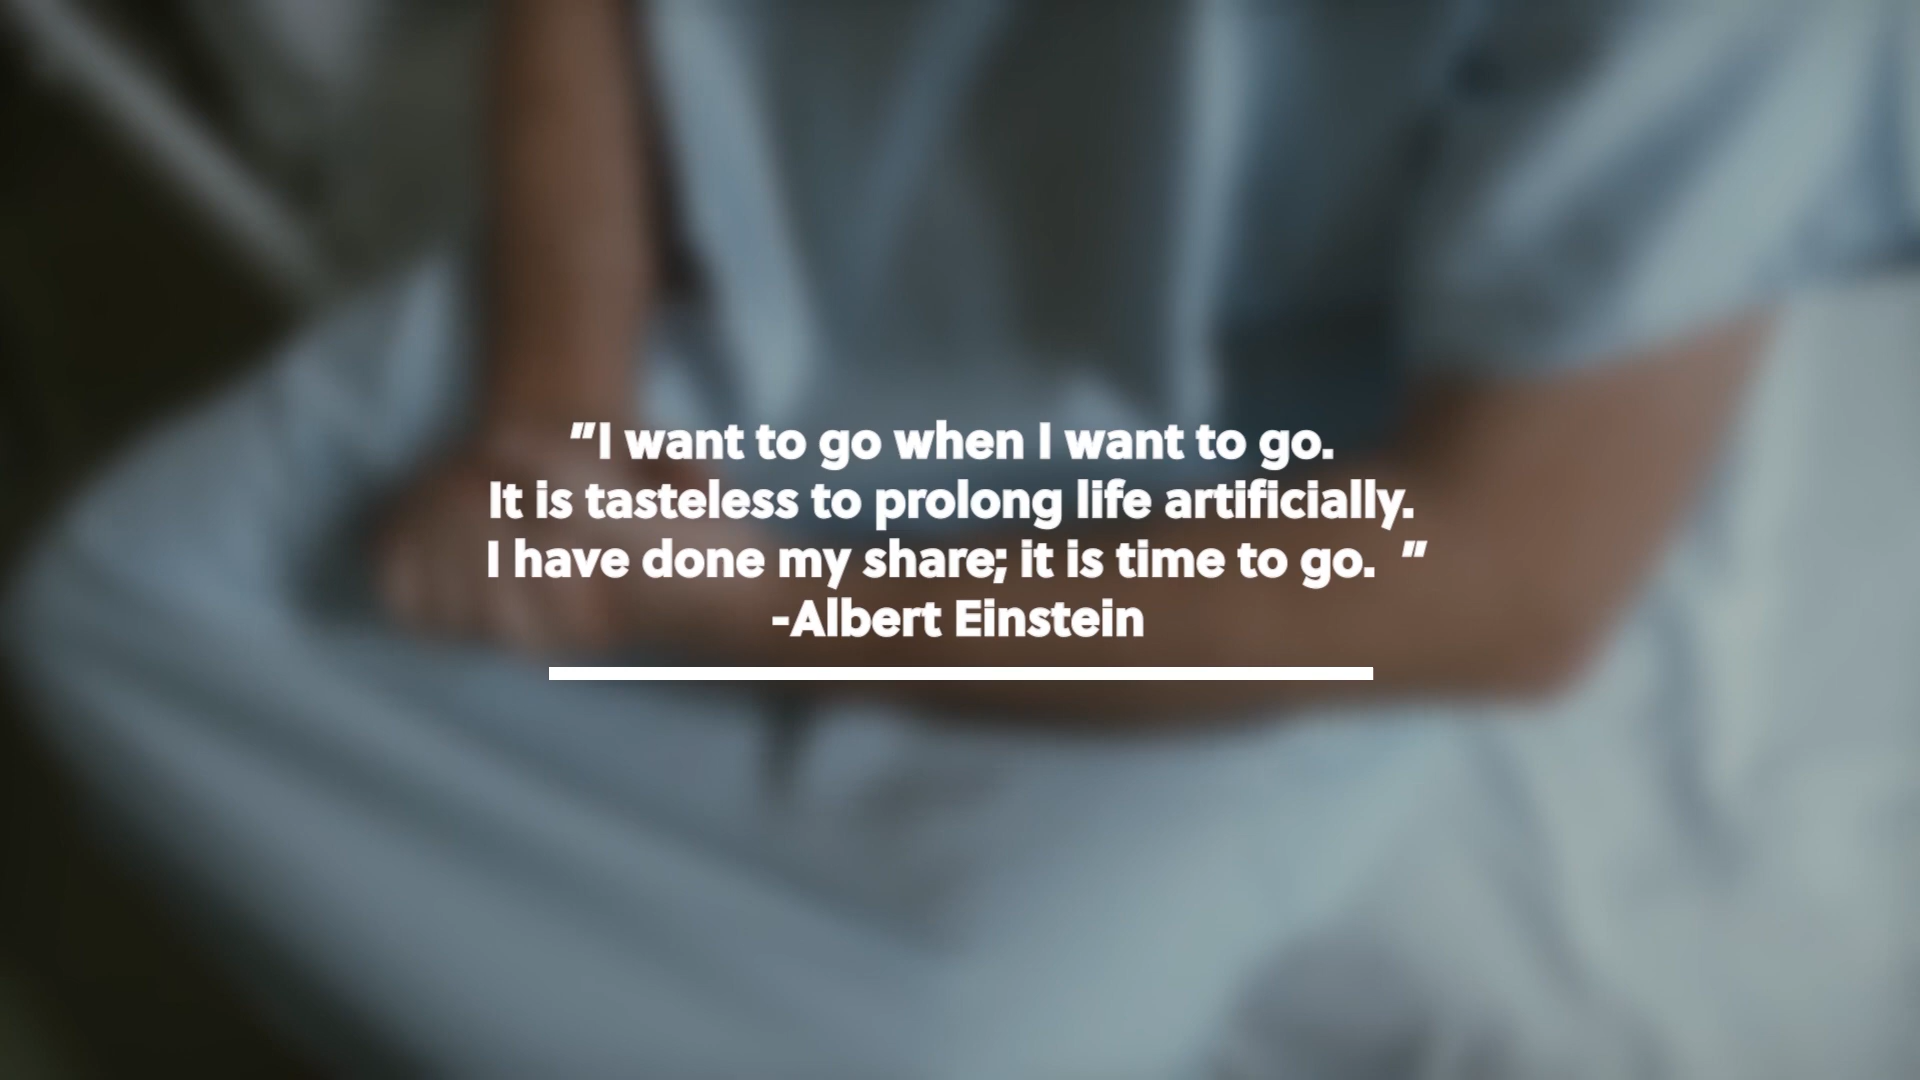 "I want to go when I want to go.
It is tasteless to prolong life artificially.
I have done my share; it is time to go. "
-Albert Einstein